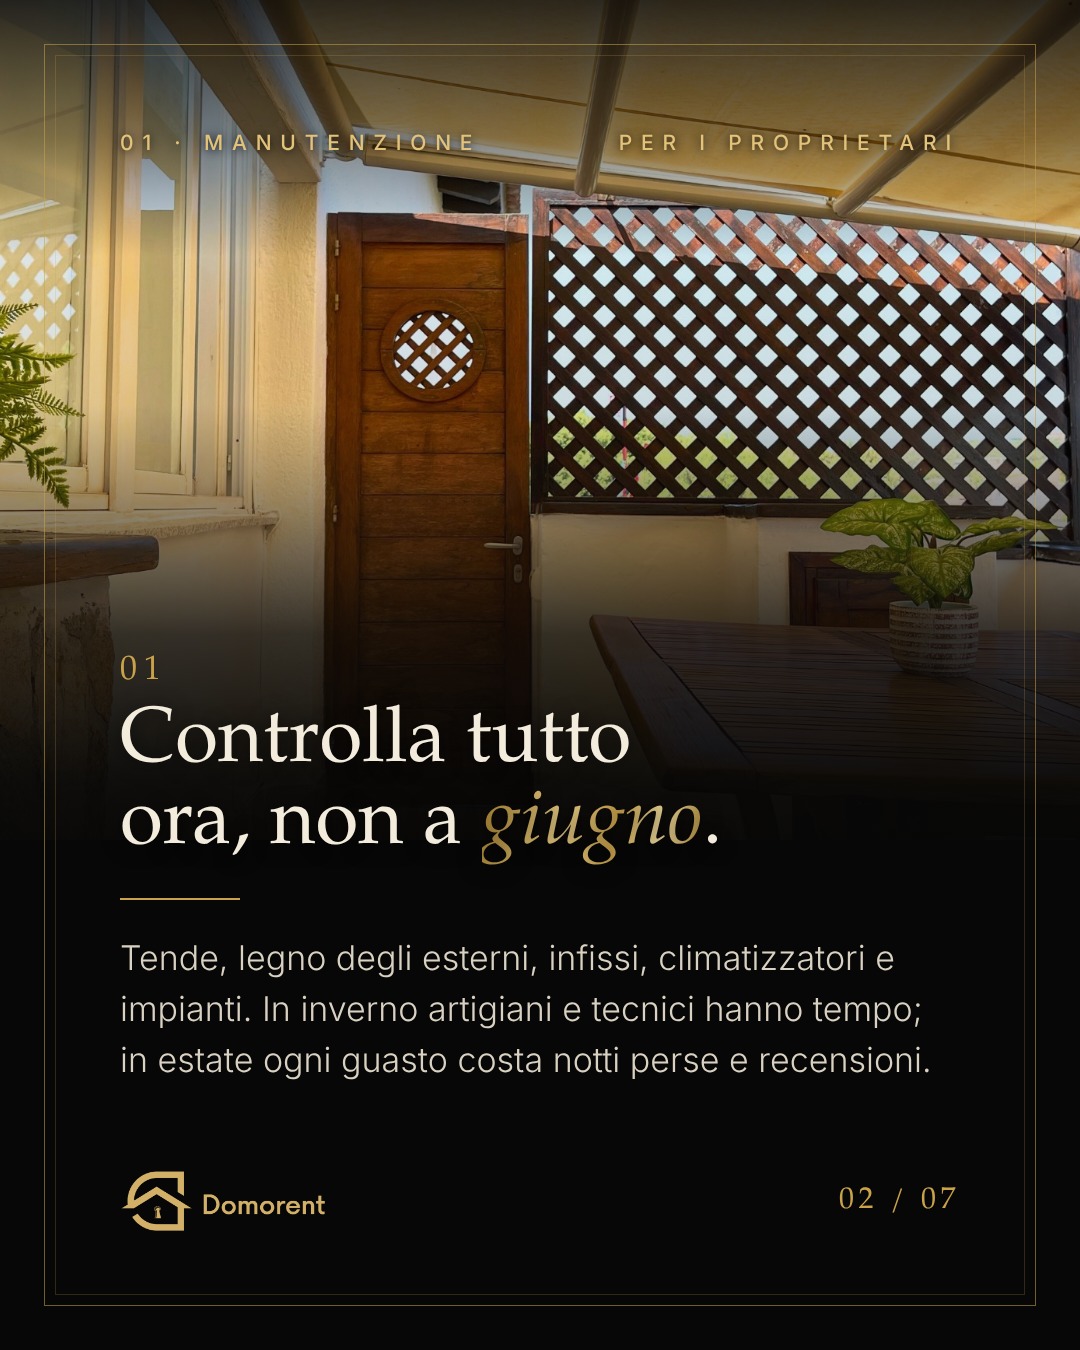 01 · MANUTENZIONE
PER I PROPRIETARI
01
Controlla tutto
ora, non a giugno.
Tende, legno degli esterni, infissi, climatizzatori e
impianti. In inverno artigiani e tecnici hanno tempo;
in estate ogni guasto costa notti perse e recensioni.
Domorent
02 / 07